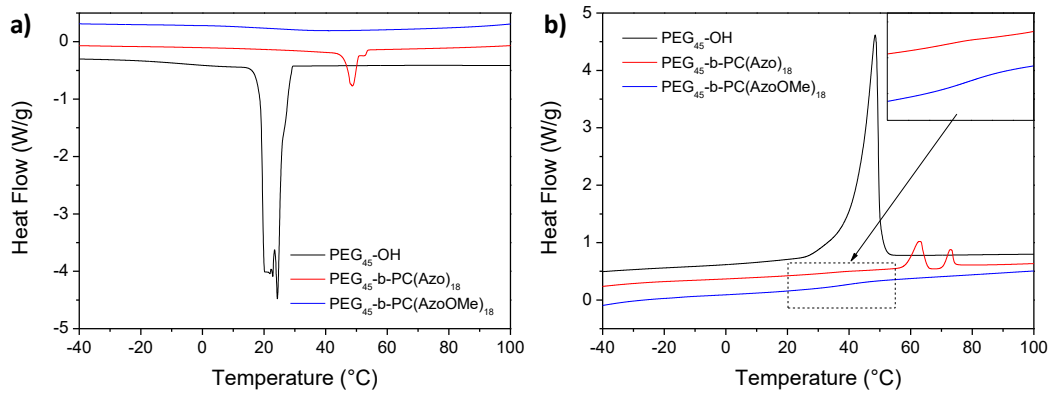 a)
Heat Flow (W/g)
0
-1
-2
-3
-4
-5
PEG45-OH
PEG45-b-PC(Azo)18
PEG45-b-PC(AzoOMe)18
-40 -20 0 20 40 60 80 100
Temperature (°C)
b)
Heat Flow (W/g)
5
4
3
2
1
0
PEG45-OH
PEG45-b-PC(Azo)18
PEG45-b-PC(AzoOMe)18
-40 -20 0 20 40 60 80 100
Temperature (°C)